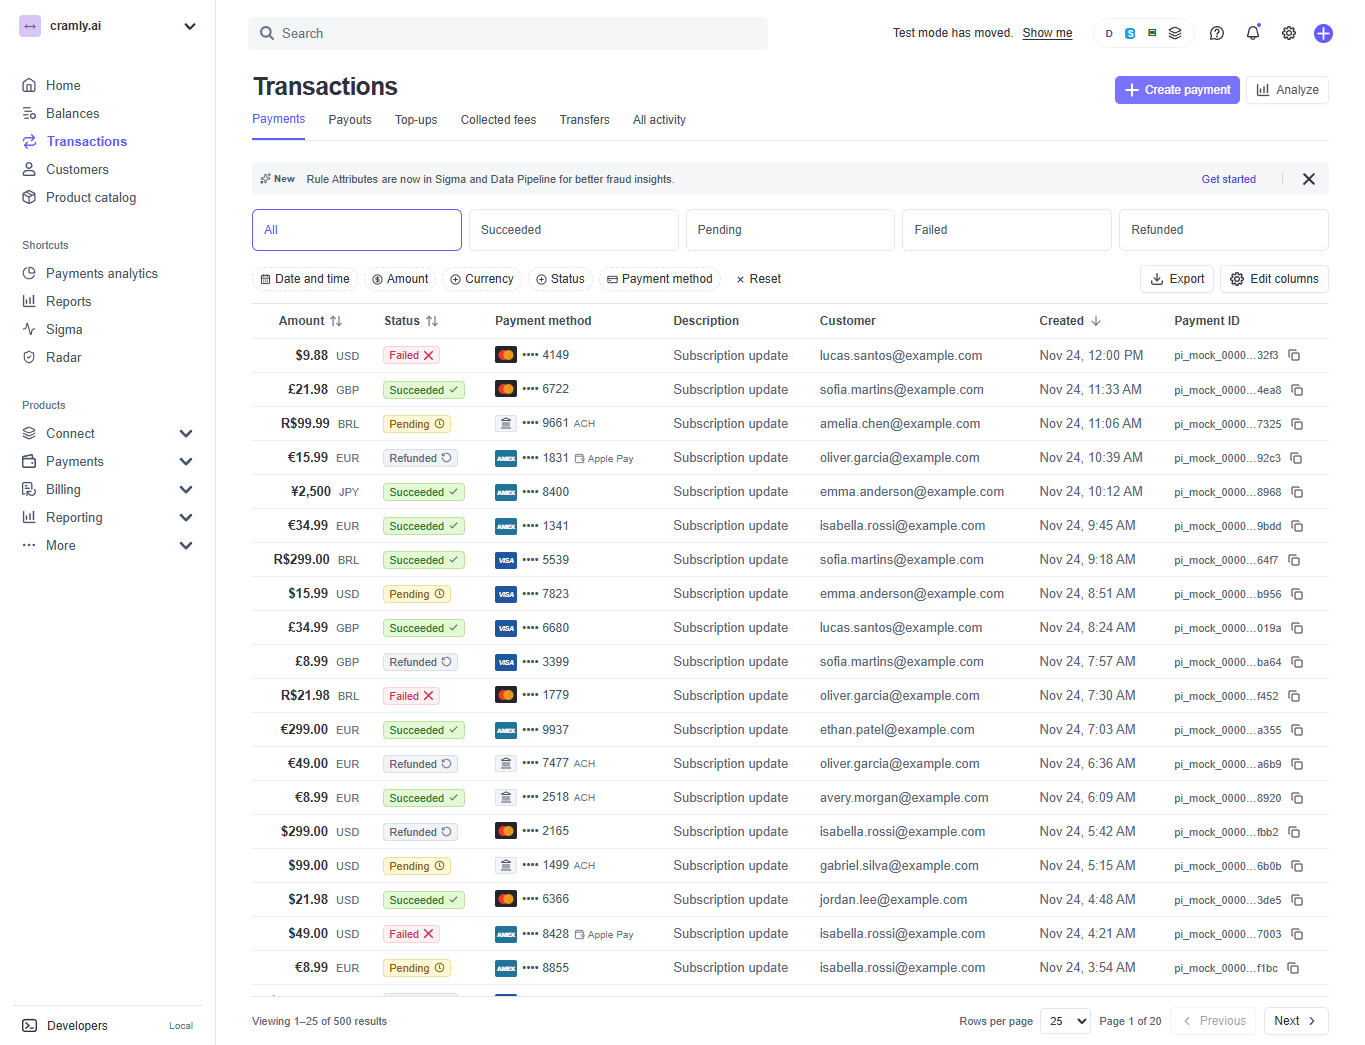 cramly.ai
Search
Test mode has moved. Show me
D S
Home
Balances
Transactions
Customers
Product catalog
Shortcuts
Payments analytics
Reports
Sigma
Radar
Products
Connect
Payments
Billing
Reporting
More
Developers Local
Transactions
Create payment Analyze
Payments Payouts Top-ups Collected fees Transfers All activity
New Rule Attributes are now in Sigma and Data Pipeline for better fraud insights. Get started
All Succeeded Pending Failed Refunded
Date and time Amount Currency Status Payment method Reset Export Edit columns
Amount Status Payment method Description Customer Created Payment ID
$9.88 USD Failed •••• 4149 Subscription update lucas.santos@example.com Nov 24, 12:00 PM pi_mock_0000…32f3
£21.98 GBP Succeeded •••• 6722 Subscription update sofia.martins@example.com Nov 24, 11:33 AM pi_mock_0000…4ea8
R$99.99 BRL Pending •••• 9661 ACH Subscription update amelia.chen@example.com Nov 24, 11:06 AM pi_mock_0000…7325
€15.99 EUR Refunded AMEX •••• 1831 Apple Pay Subscription update oliver.garcia@example.com Nov 24, 10:39 AM pi_mock_0000…92c3
¥2,500 JPY Succeeded AMEX •••• 8400 Subscription update emma.anderson@example.com Nov 24, 10:12 AM pi_mock_0000…8968
€34.99 EUR Succeeded AMEX •••• 1341 Subscription update isabella.rossi@example.com Nov 24, 9:45 AM pi_mock_0000…9bdd
R$299.00 BRL Succeeded VISA •••• 5539 Subscription update sofia.martins@example.com Nov 24, 9:18 AM pi_mock_0000…64f7
$15.99 USD Pending VISA •••• 7823 Subscription update emma.anderson@example.com Nov 24, 8:51 AM pi_mock_0000…b956
£34.99 GBP Succeeded VISA •••• 6680 Subscription update lucas.santos@example.com Nov 24, 8:24 AM pi_mock_0000…019a
£8.99 GBP Refunded VISA •••• 3399 Subscription update sofia.martins@example.com Nov 24, 7:57 AM pi_mock_0000…ba64
R$21.98 BRL Failed •••• 1779 Subscription update oliver.garcia@example.com Nov 24, 7:30 AM pi_mock_0000…f452
€299.00 EUR Succeeded AMEX •••• 9937 Subscription update ethan.patel@example.com Nov 24, 7:03 AM pi_mock_0000…a355
€49.00 EUR Refunded •••• 7477 ACH Subscription update oliver.garcia@example.com Nov 24, 6:36 AM pi_mock_0000…a6b9
€8.99 EUR Succeeded •••• 2518 ACH Subscription update avery.morgan@example.com Nov 24, 6:09 AM pi_mock_0000…8920
$299.00 USD Refunded •••• 2165 Subscription update isabella.rossi@example.com Nov 24, 5:42 AM pi_mock_0000…fbb2
$99.00 USD Pending •••• 1499 ACH Subscription update gabriel.silva@example.com Nov 24, 5:15 AM pi_mock_0000…6b0b
$21.98 USD Succeeded •••• 6366 Subscription update jordan.lee@example.com Nov 24, 4:48 AM pi_mock_0000…3de5
$49.00 USD Failed AMEX •••• 8428 Apple Pay Subscription update isabella.rossi@example.com Nov 24, 4:21 AM pi_mock_0000…7003
€8.99 EUR Pending AMEX •••• 8855 Subscription update isabella.rossi@example.com Nov 24, 3:54 AM pi_mock_0000…f1bc
Viewing 1–25 of 500 results Rows per page 25 Page 1 of 20 Previous Next